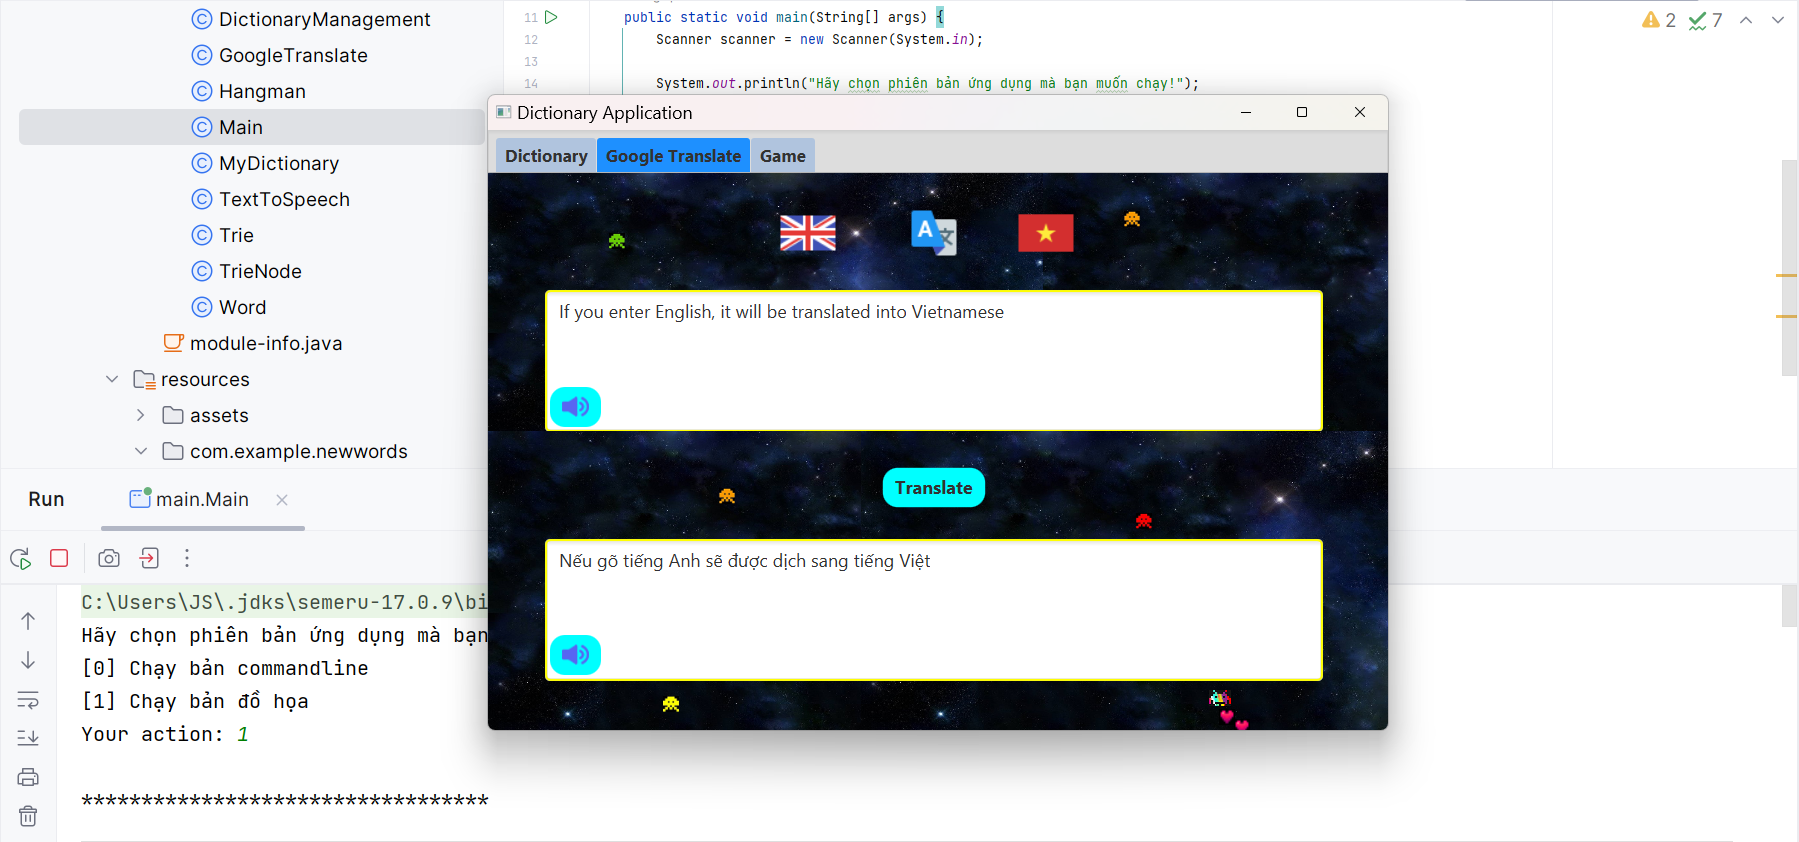 DictionaryManagement
GoogleTranslate
Hangman
Main
MyDictionary
TextToSpeech
Trie
TrieNode
Word
module-info.java
resources
assets
com.example.newwords
11 public static void main(String[] args) {
12 Scanner scanner = new Scanner(System.in);
13
14 System.out.println("Hãy chọn phiên bản ứng dụng mà bạn muốn chạy!");
2 7
Dictionary Application
Dictionary Google Translate Game
A 文
If you enter English, it will be translated into Vietnamese
Translate
Nếu gõ tiếng Anh sẽ được dịch sang tiếng Việt
Run main.Main
C:\Users\JS\.jdks\semeru-17.0.9\bi
Hãy chọn phiên bản ứng dụng mà bạn
[0] Chạy bản commandline
[1] Chạy bản đồ họa
Your action: 1
**********************************